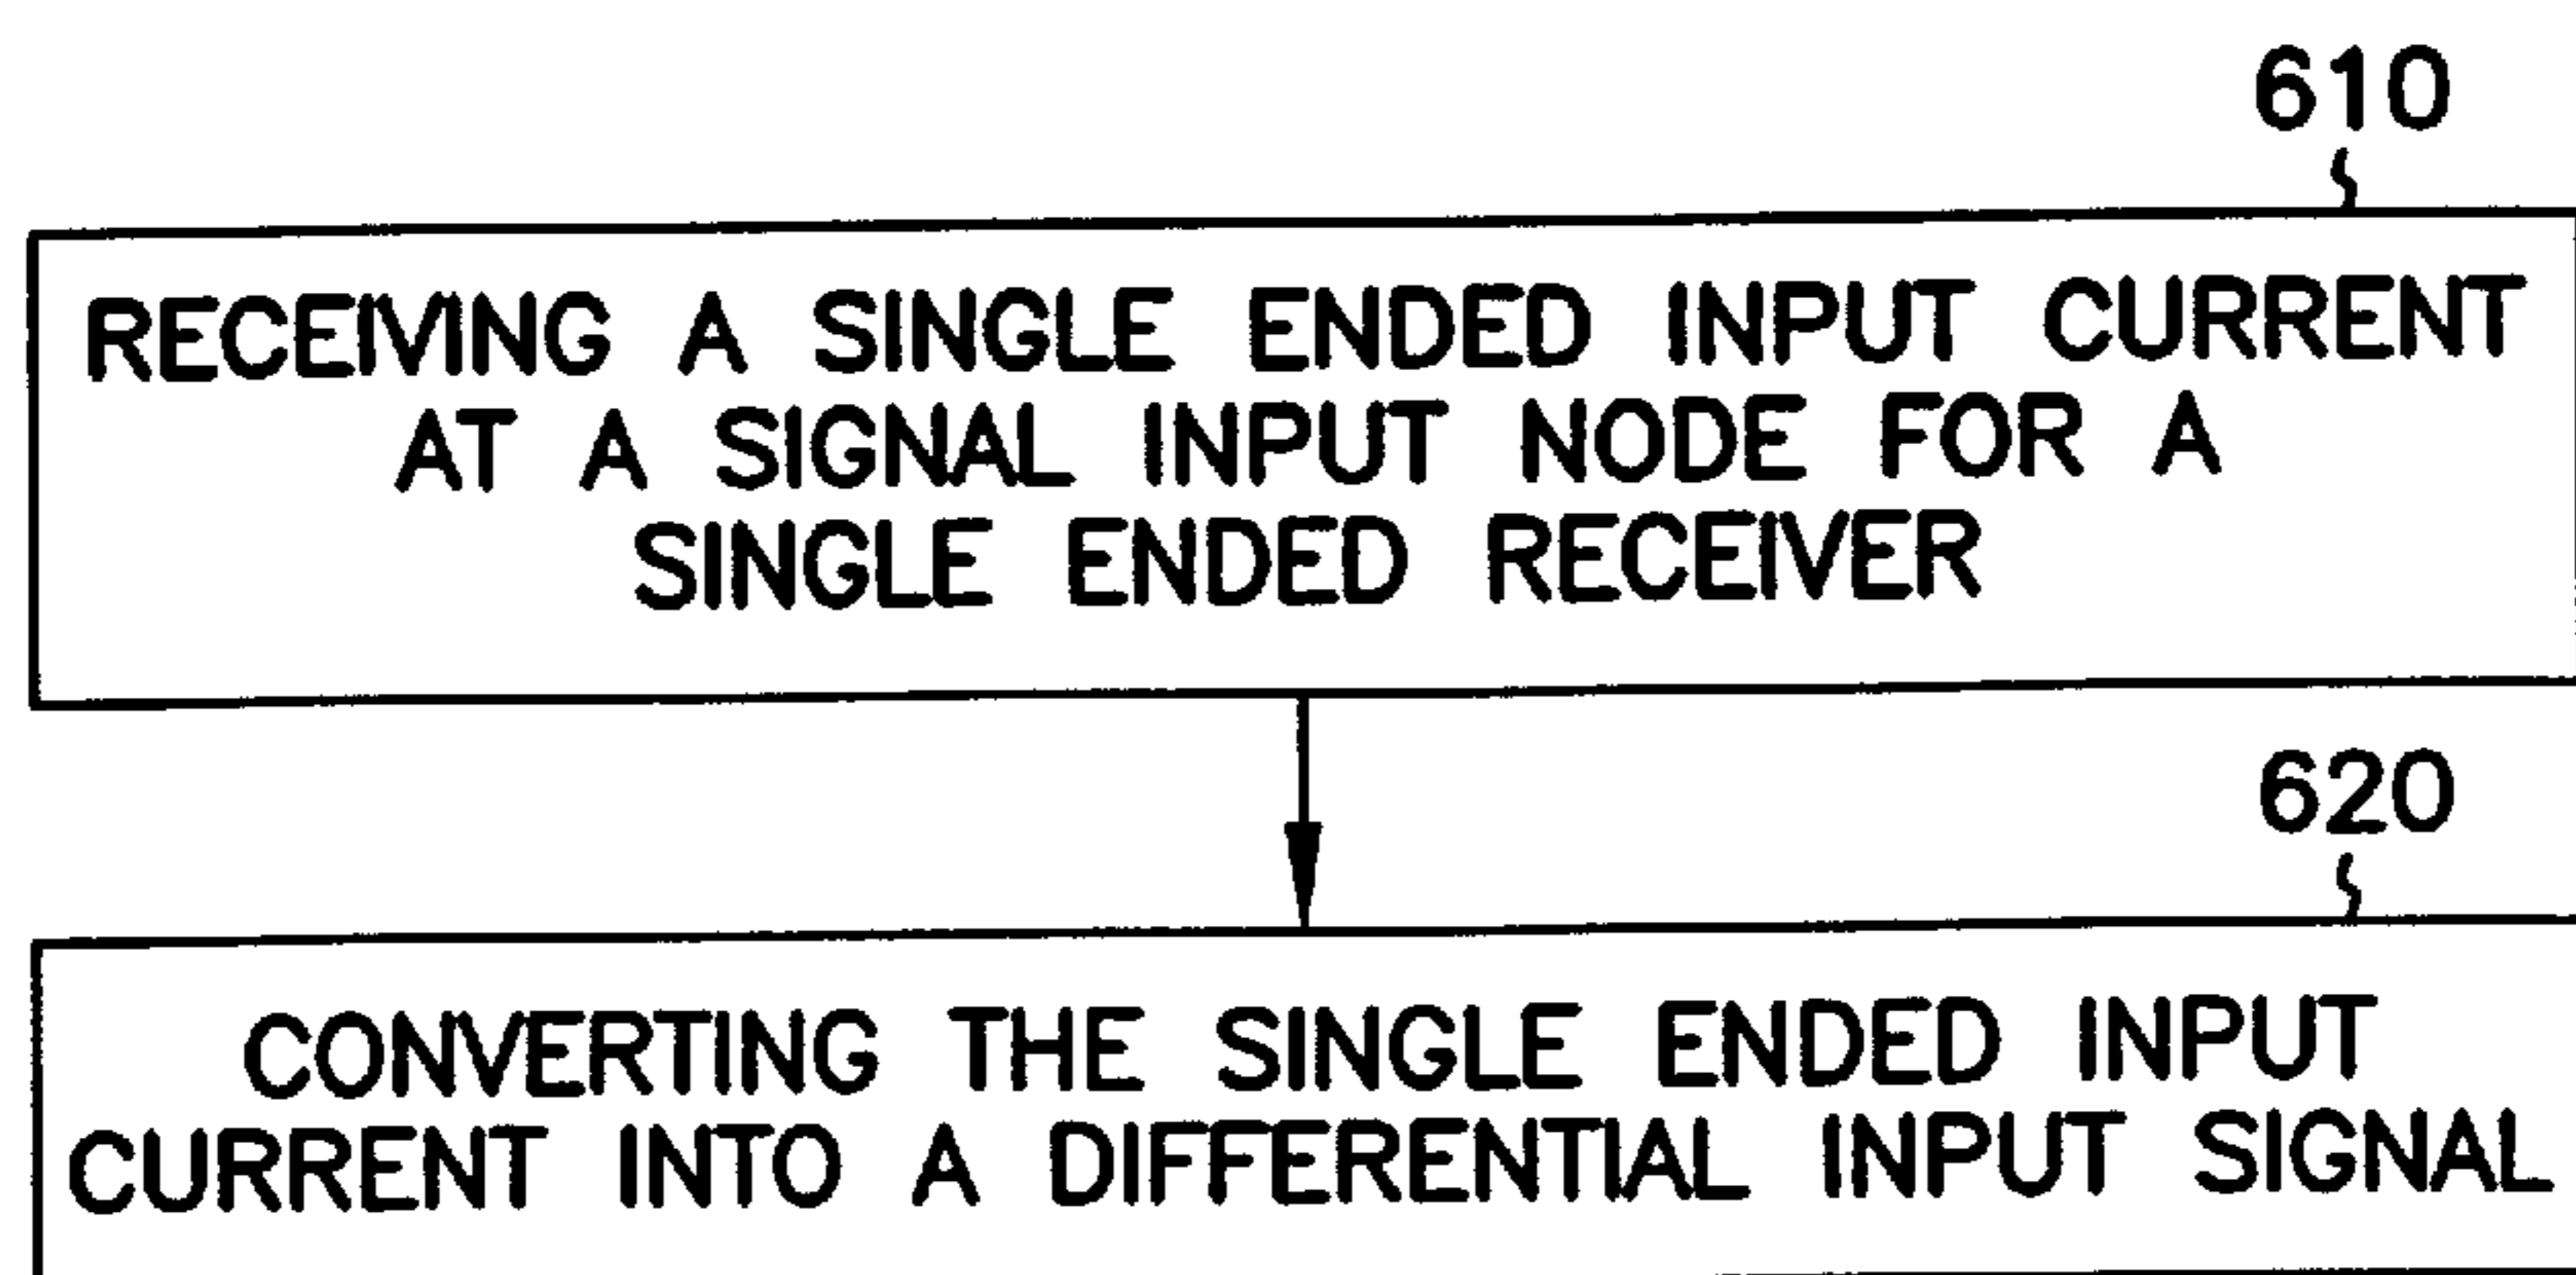 610
RECEIVING A SINGLE ENDED INPUT CURRENT
AT A SIGNAL INPUT NODE FOR A
SINGLE ENDED RECEIVER
620
CONVERTING THE SINGLE ENDED INPUT
CURRENT INTO A DIFFERENTIAL INPUT SIGNAL